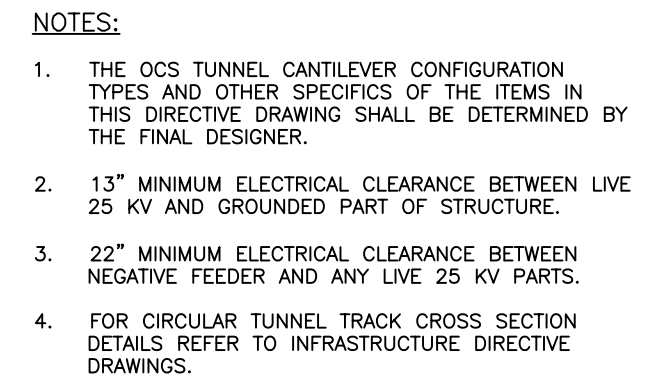 NOTES:
1. THE OCS TUNNEL CANTILEVER CONFIGURATION
TYPES AND OTHER SPECIFICS OF THE ITEMS IN
THIS DIRECTIVE DRAWING SHALL BE DETERMINED BY
THE FINAL DESIGNER.
2. 13” MINIMUM ELECTRICAL CLEARANCE BETWEEN LIVE
25 KV AND GROUNDED PART OF STRUCTURE.
3. 22” MINIMUM ELECTRICAL CLEARANCE BETWEEN
NEGATIVE FEEDER AND ANY LIVE 25 KV PARTS.
4. FOR CIRCULAR TUNNEL TRACK CROSS SECTION
DETAILS REFER TO INFRASTRUCTURE DIRECTIVE
DRAWINGS.